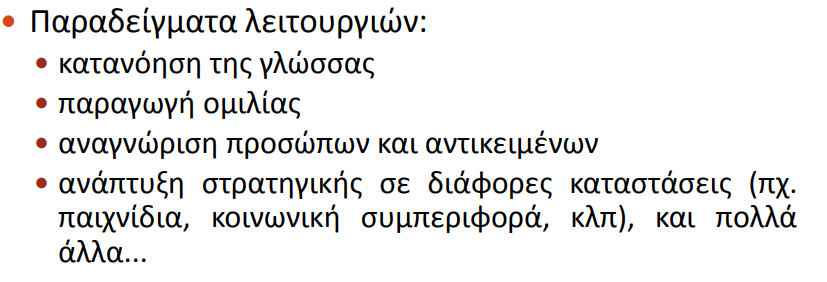 • Παραδείγματα λειτουργιών:
• κατανόηση της γλώσσας
• παραγωγή ομιλίας
• αναγνώριση προσώπων και αντικειμένων
• ανάπτυξη στρατηγικής σε διάφορες καταστάσεις (πχ.
παιχνίδια, κοινωνική συμπεριφορά, κλπ), και πολλά
άλλα...